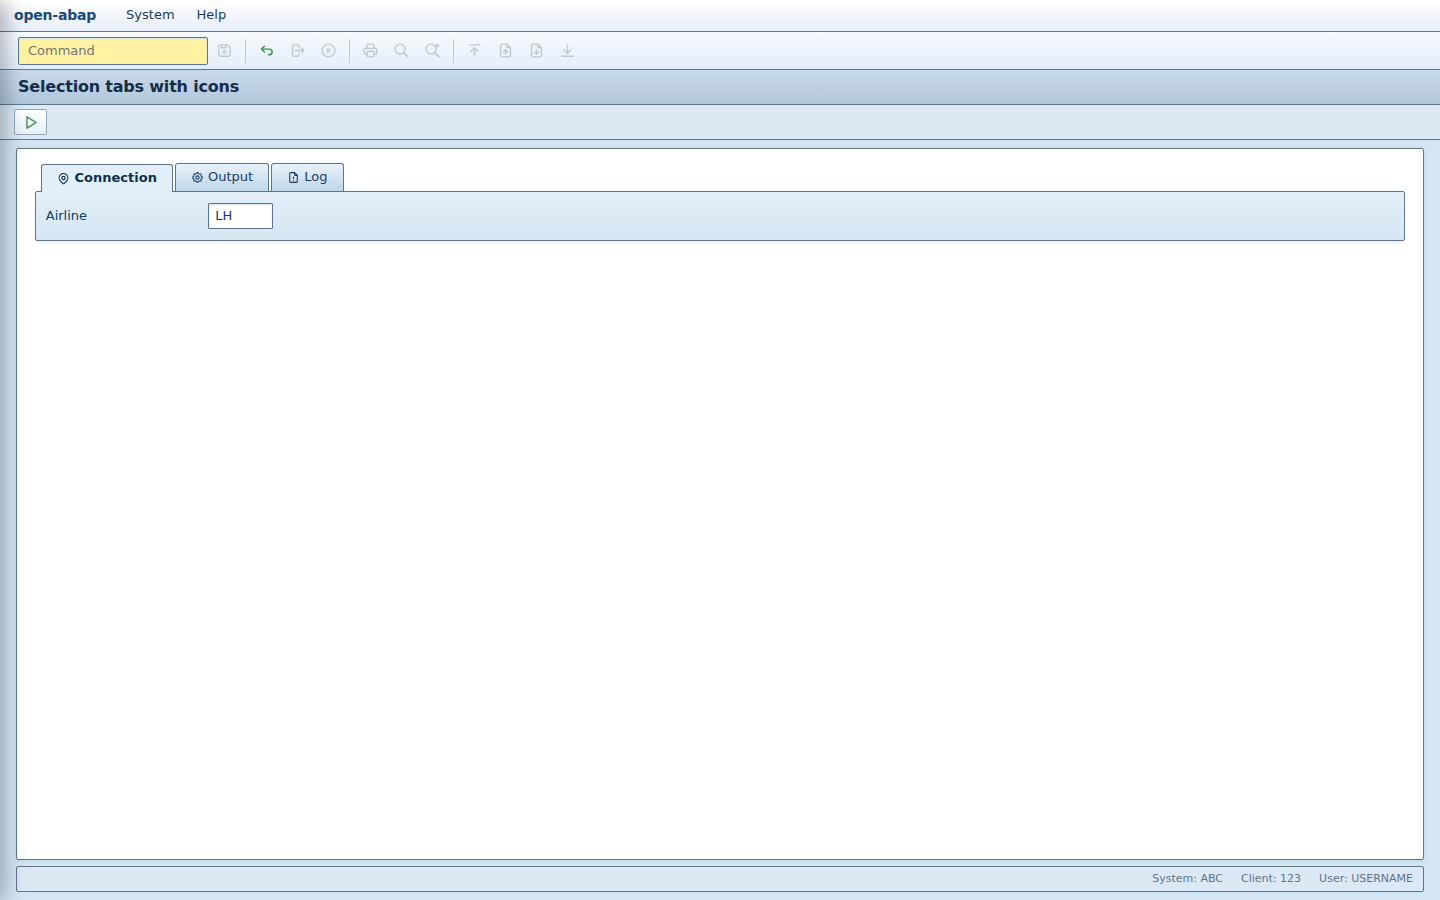 open-abap System Help
Command
Selection tabs with icons
Connection Output Log
Airline LH
System: ABC Client: 123 User: USERNAME